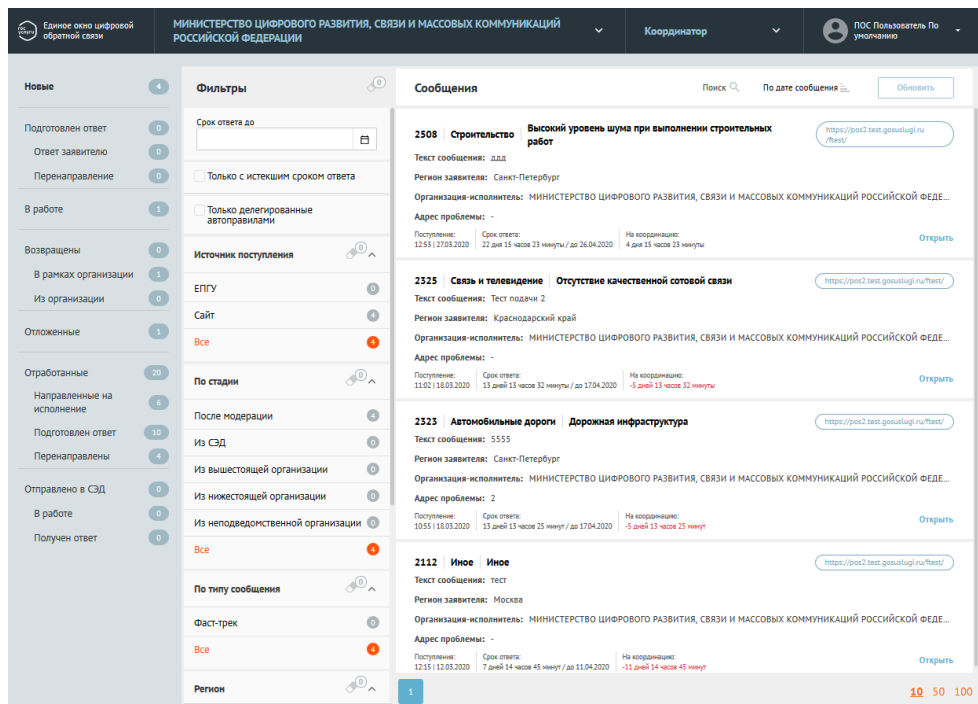 гос услуги
Единое окно цифровой
обратной связи
МИНИСТЕРСТВО ЦИФРОВОГО РАЗВИТИЯ, СВЯЗИ И МАССОВЫХ КОММУНИКАЦИЙ
РОССИЙСКОЙ ФЕДЕРАЦИИ
Координатор
ПОС Пользователь По
умолчанию
Новые 4
Подготовлен ответ 0
Ответ заявителю 0
Перенаправление 0
В работе 1
Возвращены 0
В рамках организации 1
Из организации 0
Отложенные 1
Отработанные 20
Направленные на
исполнение 6
Подготовлен ответ 10
Перенаправлены 4
Отправлено в СЭД 0
В работе 0
Получен ответ 0
Фильтры 0
Срок ответа до
Только с истекшим сроком ответа
Только делегированные
автоправилами
Источник поступления 0
ЕПГУ 0
Сайт 4
Все 4
По стадии 0
После модерации 4
Из СЭД 0
Из вышестоящей организации 0
Из нижестоящей организации 0
Из неподведомственной организации 0
Все 4
По типу сообщения 0
Фаст-трек 0
Все 4
Регион 0
Сообщения
Поиск
По дате сообщения
Обновить
2508 Строительство Высокий уровень шума при выполнении строительных
работ
https://pos2.test.gosuslugi.ru
/ftest/
Текст сообщения: ддд
Регион заявителя: Санкт-Петербург
Организация-исполнитель: МИНИСТЕРСТВО ЦИФРОВОГО РАЗВИТИЯ, СВЯЗИ И МАССОВЫХ КОММУНИКАЦИЙ РОССИЙСКОЙ ФЕДЕ...
Адрес проблемы: -
Поступление: Срок ответа: На координацию:
12:53 | 27.03.2020 22 дня 15 часов 23 минуты / до 26.04.2020 4 дня 15 часов 23 минуты
Открыть
2325 Связь и телевидение Отсутствие качественной сотовой связи https://pos2.test.gosuslugi.ru/ftest/
Текст сообщения: Тест подачи 2
Регион заявителя: Краснодарский край
Организация-исполнитель: МИНИСТЕРСТВО ЦИФРОВОГО РАЗВИТИЯ, СВЯЗИ И МАССОВЫХ КОММУНИКАЦИЙ РОССИЙСКОЙ ФЕДЕ...
Адрес проблемы: -
Поступление: Срок ответа: На координацию:
11:02 | 18.03.2020 13 дней 13 часов 32 минуты / до 17.04.2020 -5 дней 13 часов 32 минуты
Открыть
2323 Автомобильные дороги Дорожная инфраструктура https://pos2.test.gosuslugi.ru/ftest/
Текст сообщения: 5555
Регион заявителя: Санкт-Петербург
Организация-исполнитель: МИНИСТЕРСТВО ЦИФРОВОГО РАЗВИТИЯ, СВЯЗИ И МАССОВЫХ КОММУНИКАЦИЙ РОССИЙСКОЙ ФЕДЕ...
Адрес проблемы: 2
Поступление: Срок ответа: На координацию:
10:55 | 18.03.2020 13 дней 13 часов 25 минут / до 17.04.2020 -5 дней 13 часов 25 минут
Открыть
2112 Иное Иное https://pos2.test.gosuslugi.ru/ftest/
Текст сообщения: тест
Регион заявителя: Москва
Организация-исполнитель: МИНИСТЕРСТВО ЦИФРОВОГО РАЗВИТИЯ, СВЯЗИ И МАССОВЫХ КОММУНИКАЦИЙ РОССИЙСКОЙ ФЕДЕ...
Адрес проблемы: -
Поступление: Срок ответа: На координацию:
12:15 | 12.03.2020 7 дней 14 часов 45 минут / до 11.04.2020 -11 дней 14 часов 45 минут
Открыть
1
10 50 100